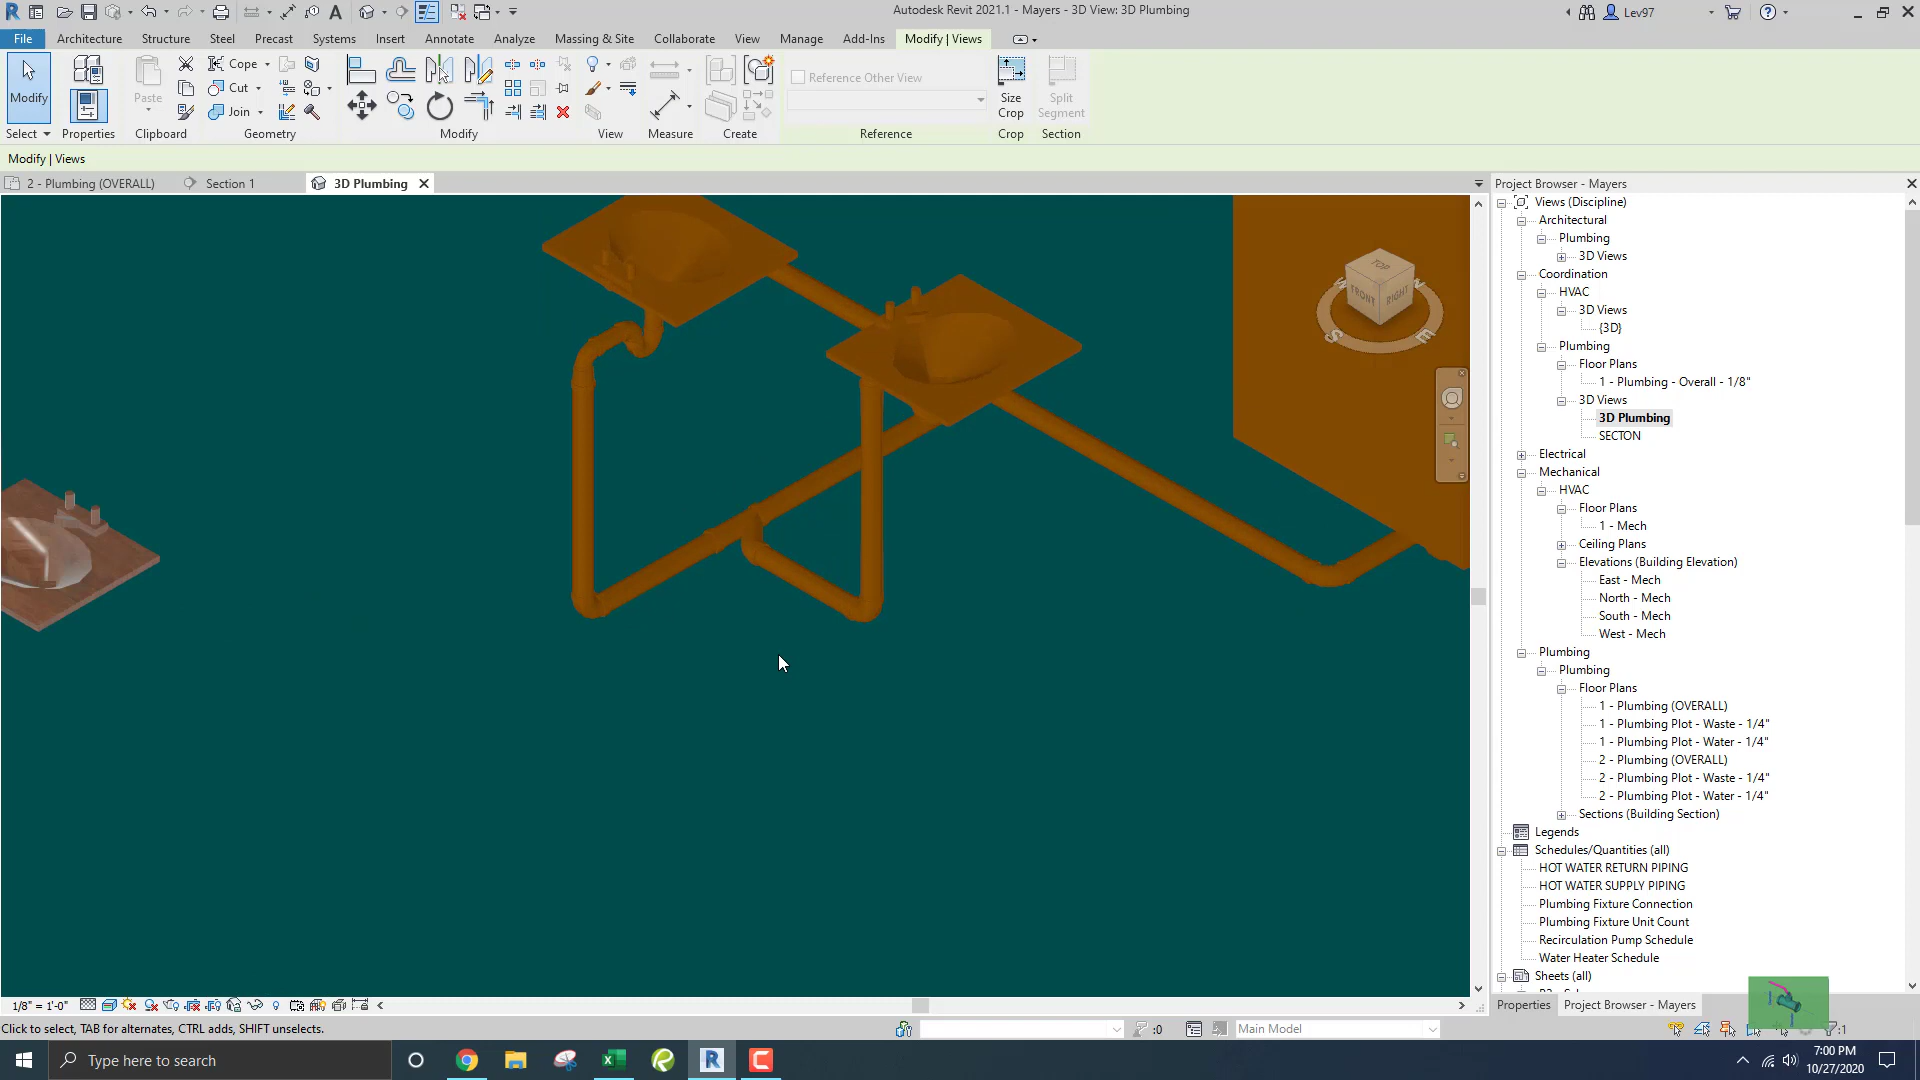 Autodesk Revit 2021.1 - Mayers - 3D View: 3D Plumbing
Lev97
File
Architecture
Structure
Steel
Precast
Systems
Insert
Annotate
Analyze
Massing & Site
Collaborate
View
Manage
Add-Ins
Modify | Views
Modify
Select
Properties
Paste
Clipboard
Cope
Cut
Join
Geometry
Modify
View
Measure
Create
Reference Other View
Reference
Size Crop
Crop
Split Segment
Section
Modify | Views
2 - Plumbing (OVERALL)
Section 1
3D Plumbing
TOP
FRONT
RIGHT
S
E
Project Browser - Mayers
Views (Discipline)
Architectural
Plumbing
3D Views
Coordination
HVAC
3D Views
{3D}
Plumbing
Floor Plans
1 - Plumbing - Overall - 1/8"
3D Views
3D Plumbing
SECTON
Electrical
Mechanical
HVAC
Floor Plans
1 - Mech
Ceiling Plans
Elevations (Building Elevation)
East - Mech
North - Mech
South - Mech
West - Mech
Plumbing
Plumbing
Floor Plans
1 - Plumbing (OVERALL)
1 - Plumbing Plot - Waste - 1/4"
1 - Plumbing Plot - Water - 1/4"
2 - Plumbing (OVERALL)
2 - Plumbing Plot - Waste - 1/4"
2 - Plumbing Plot - Water - 1/4"
Sections (Building Section)
Legends
Schedules/Quantities (all)
HOT WATER RETURN PIPING
HOT WATER SUPPLY PIPING
Plumbing Fixture Connection
Plumbing Fixture Unit Count
Recirculation Pump Schedule
Water Heater Schedule
Sheets (all)
Properties
Project Browser - Mayers
1/8" = 1'-0"
Click to select, TAB for alternates, CTRL adds, SHIFT unselects.
:0
Main Model
:1
Type here to search
7:00 PM
10/27/2020